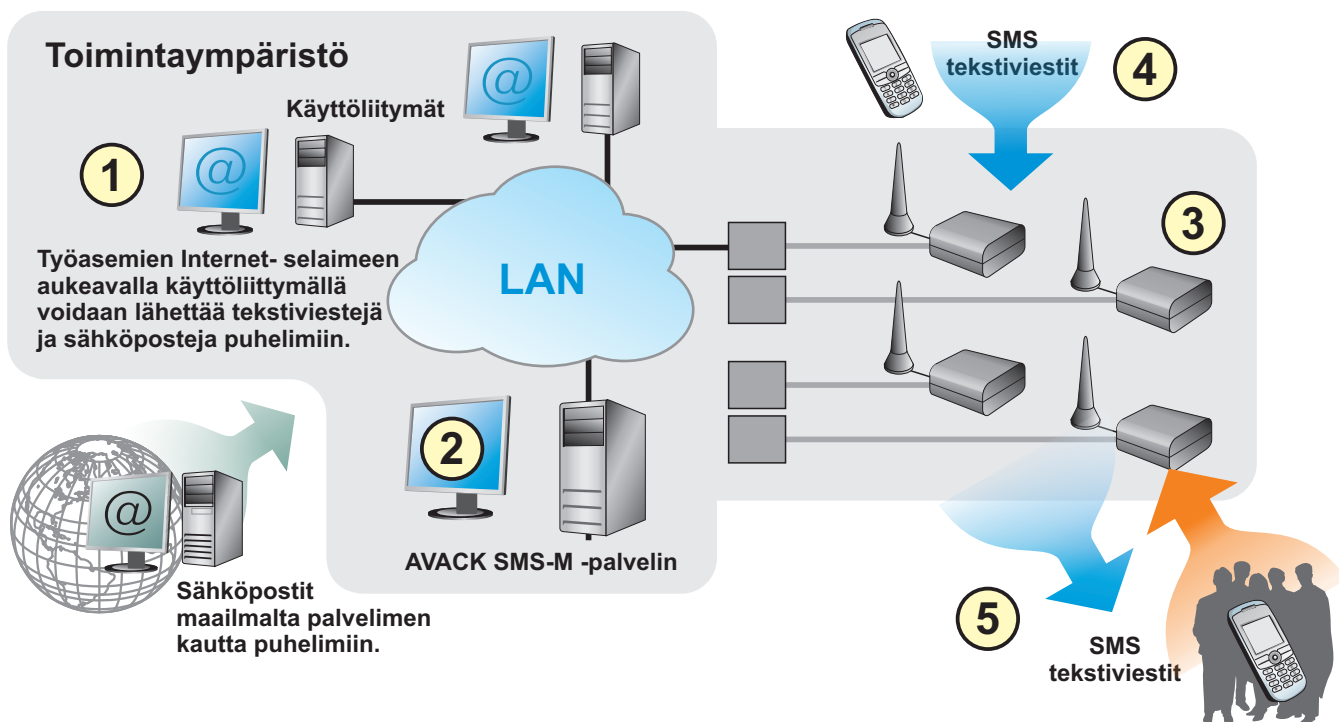 Toimintaympäristö
Käyttöliitymät
@
@
1
Työasemien Internet- selaimeen
aukeavalla käyttöliittymällä
voidaan lähettää tekstiviestejä
ja sähköposteja puhelimiin.
LAN
2
AVACK SMS-M -palvelin
@
Sähköpostit
maailmalta palvelimen
kautta puhelimiin.
SMS
tekstiviestit
4
3
5
SMS
tekstiviestit